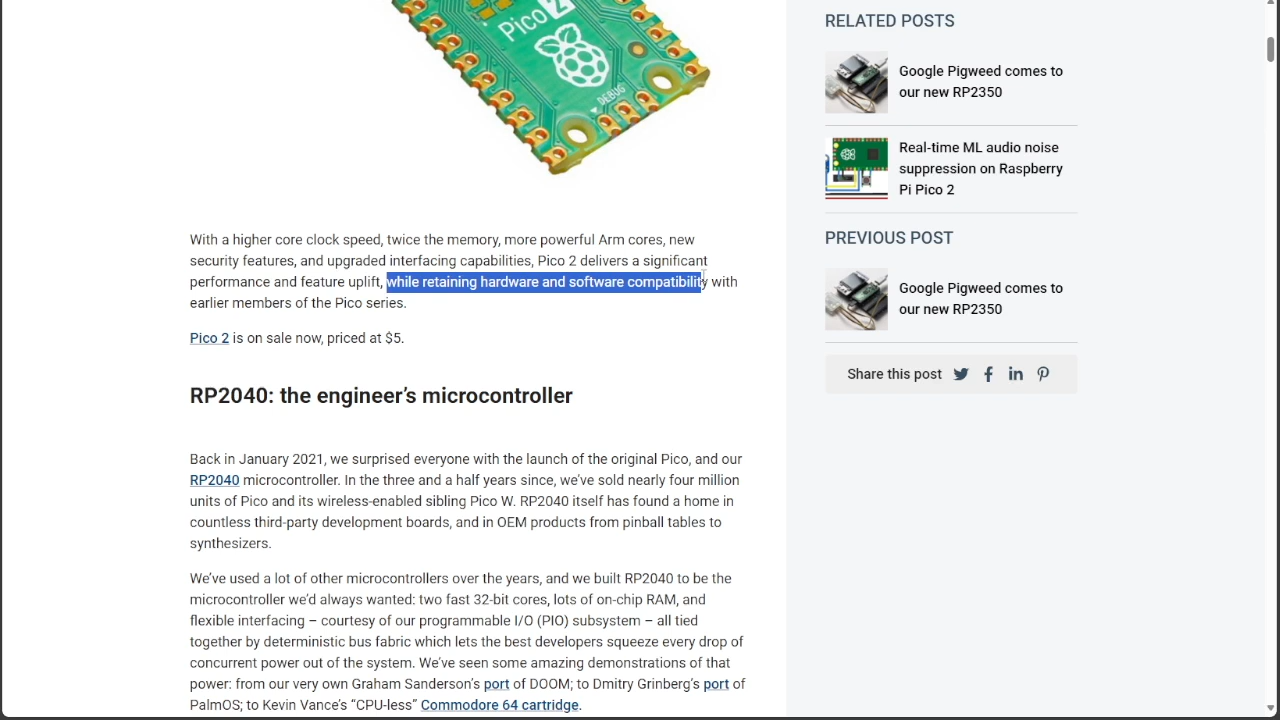 Pico 2
DEBUG
With a higher core clock speed, twice the memory, more powerful Arm cores, new
security features, and upgraded interfacing capabilities, Pico 2 delivers a significant
performance and feature uplift, while retaining hardware and software compatibility with
earlier members of the Pico series.
Pico 2 is on sale now, priced at $5.
RP2040: the engineer’s microcontroller
Back in January 2021, we surprised everyone with the launch of the original Pico, and our
RP2040 microcontroller. In the three and a half years since, we’ve sold nearly four million
units of Pico and its wireless-enabled sibling Pico W. RP2040 itself has found a home in
countless third-party development boards, and in OEM products from pinball tables to
synthesizers.
We’ve used a lot of other microcontrollers over the years, and we built RP2040 to be the
microcontroller we’d always wanted: two fast 32-bit cores, lots of on-chip RAM, and
flexible interfacing – courtesy of our programmable I/O (PIO) subsystem – all tied
together by deterministic bus fabric which lets the best developers squeeze every drop of
concurrent power out of the system. We’ve seen some amazing demonstrations of that
power: from our very own Graham Sanderson’s port of DOOM; to Dmitry Grinberg’s port of
PalmOS; to Kevin Vance’s “CPU-less” Commodore 64 cartridge.
RELATED POSTS
Google Pigweed comes to
our new RP2350
Real-time ML audio noise
suppression on Raspberry
Pi Pico 2
PREVIOUS POST
Google Pigweed comes to
our new RP2350
Share this post